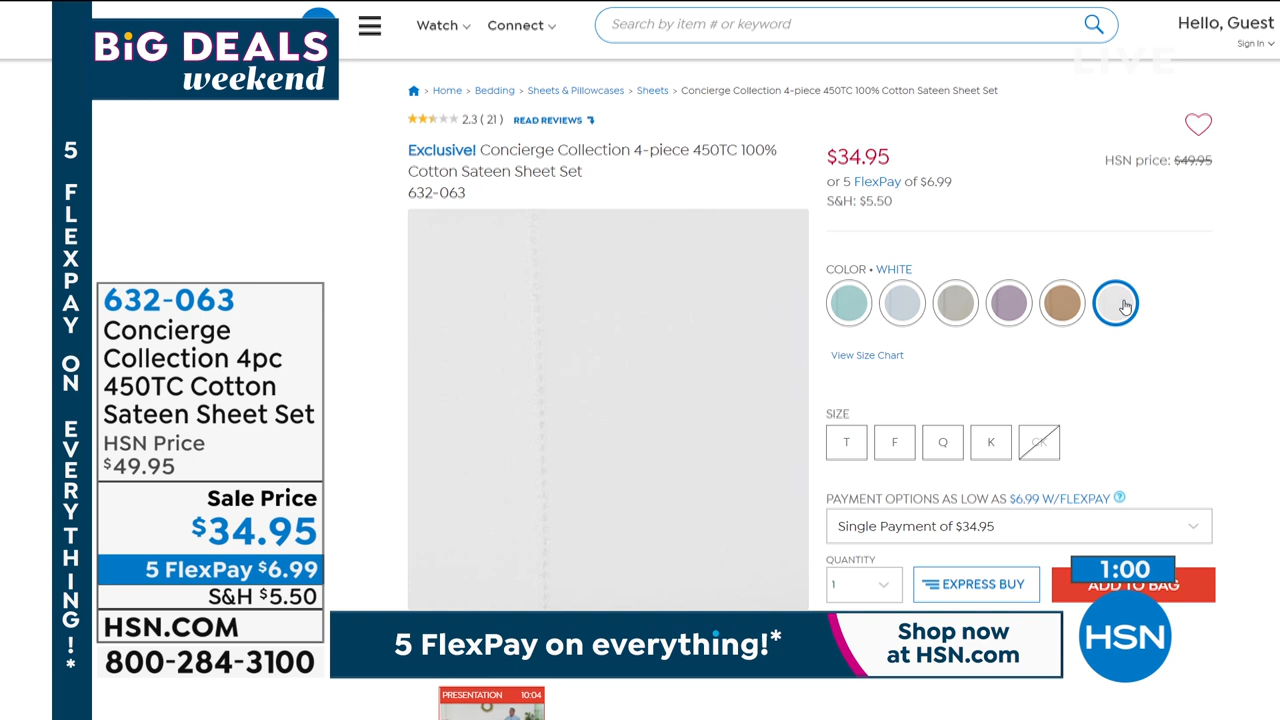 BiG DEALS
weekend
5 FLEXPAY ON EVERYTHING!*
632-063
Concierge
Collection 4pc
450TC Cotton
Sateen Sheet Set
HSN Price
$49.95
Sale Price
$34.95
5 FlexPay $6.99
S&H $5.50
HSN.COM
800-284-3100
Watch
Connect
Search by item # or keyword
Hello, Guest
Sign In
LIVE
> Home > Bedding > Sheets & Pillowcases > Sheets > Concierge Collection 4-piece 450TC 100% Cotton Sateen Sheet Set
2.3 ( 21 ) READ REVIEWS
Exclusive! Concierge Collection 4-piece 450TC 100%
Cotton Sateen Sheet Set
632-063
$34.95
HSN price: $49.95
or 5 FlexPay of $6.99
S&H: $5.50
COLOR • WHITE
View Size Chart
SIZE
T F Q K CK
PAYMENT OPTIONS AS LOW AS $6.99 W/FLEXPAY ?
Single Payment of $34.95
QUANTITY
1
EXPRESS BUY
ADD TO BAG
1:00
5 FlexPay on everything!*
Shop now
at HSN.com
HSN
PRESENTATION 10:04